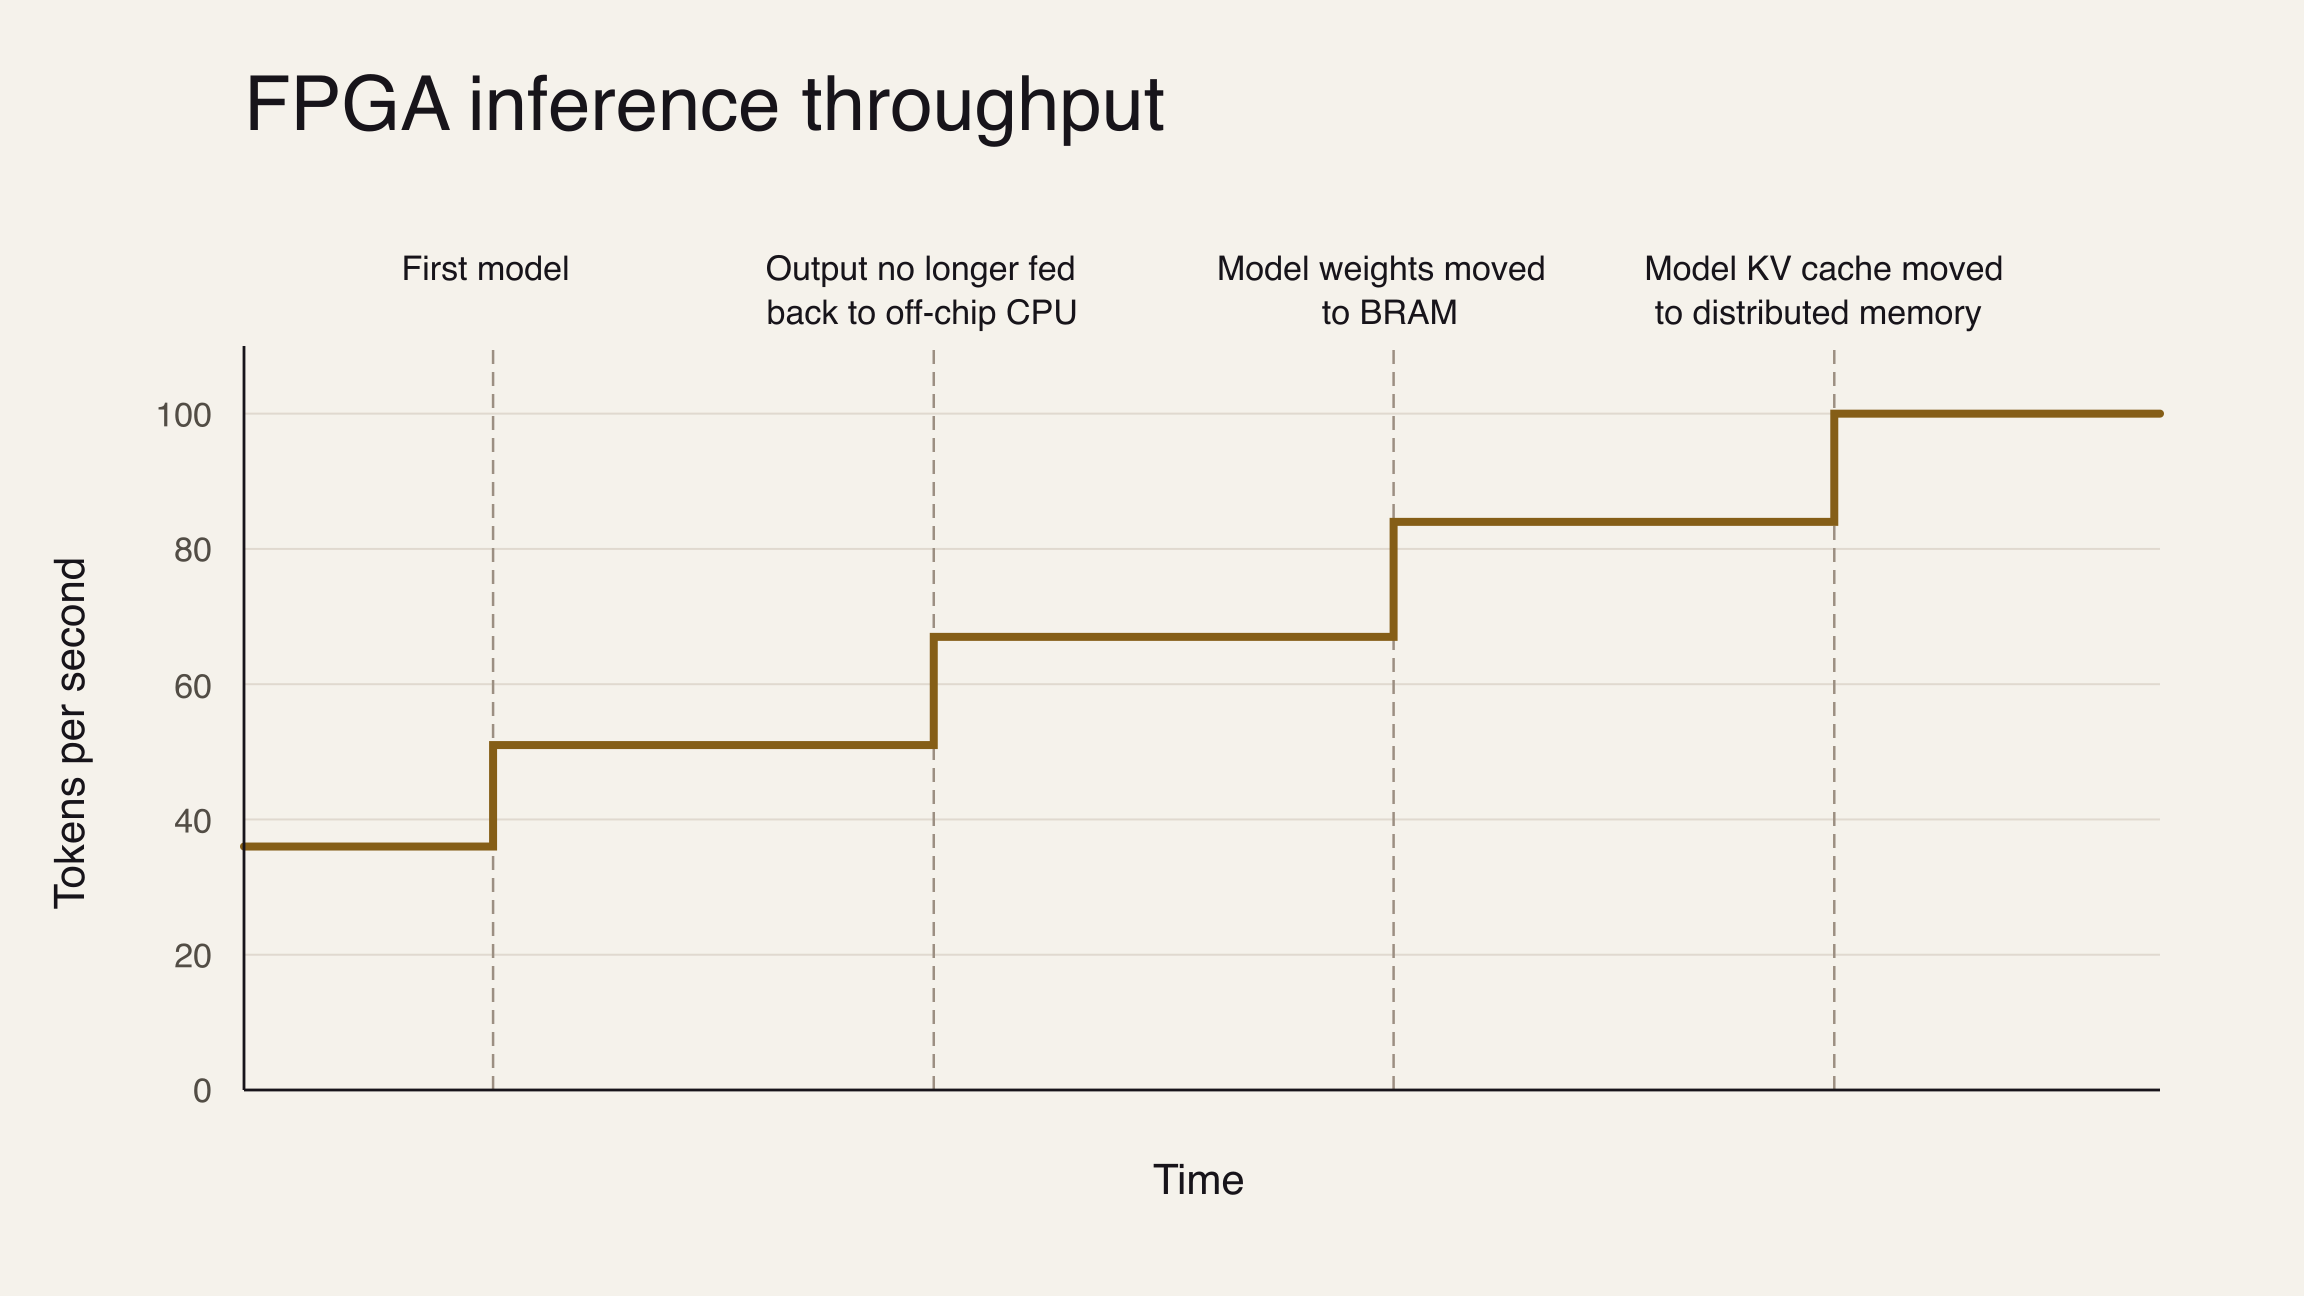 FPGA inference throughput
First model
Output no longer fed
back to off-chip CPU
Model weights moved
to BRAM
Model KV cache moved
to distributed memory
Tokens per second
100
80
60
40
20
0
Time